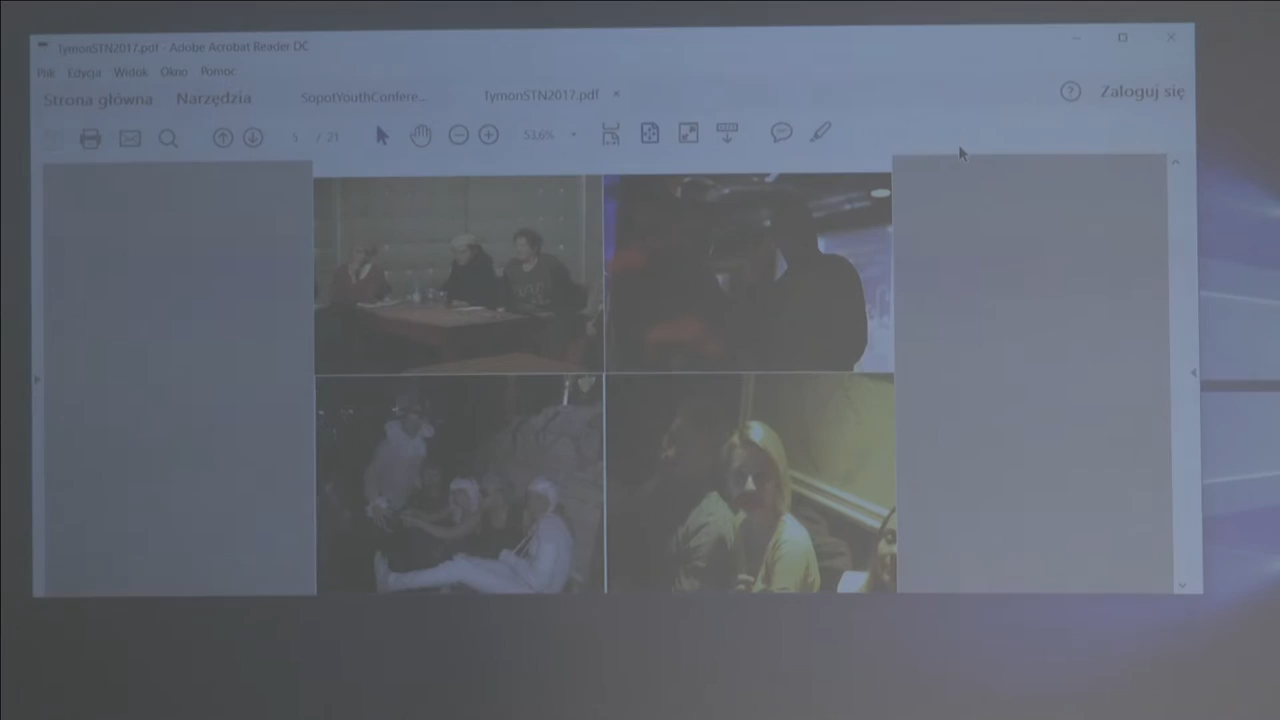 TymonSTN2017.pdf - Adobe Acrobat Reader DC
Plik Edycja Widok Okno Pomoc
Strona główna Narzędzia SopotYouthConfere... TymonSTN2017.pdf × ? Zaloguj się
5 / 21 53,6%